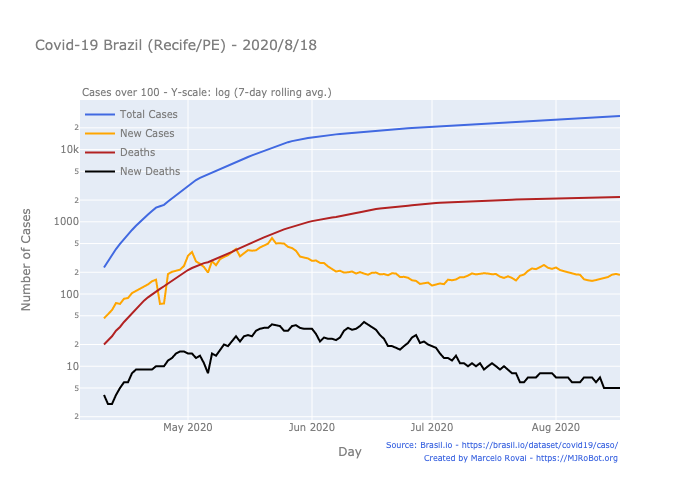 Covid-19 Brazil (Recife/PE) - 2020/8/18
Cases over 100 - Y-scale: log (7-day rolling avg.)
Total Cases
New Cases
Deaths
New Deaths
2
10k
5
2
1000
5
2
100
5
2
10
5
2
Number of Cases
May 2020
Jun 2020
Jul 2020
Aug 2020
Day
Source: Brasil.io - https://brasil.io/dataset/covid19/caso/
Created by Marcelo Rovai - https://MJRoBot.org